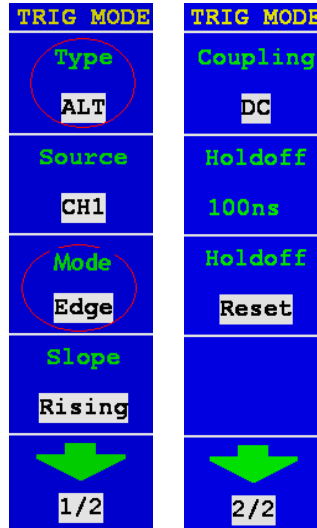 TRIG MODE
Type
ALT
Source
CH1
Mode
Edge
Slope
Rising
1/2
TRIG MODE
Coupling
DC
Holdoff
100ns
Holdoff
Reset
2/2